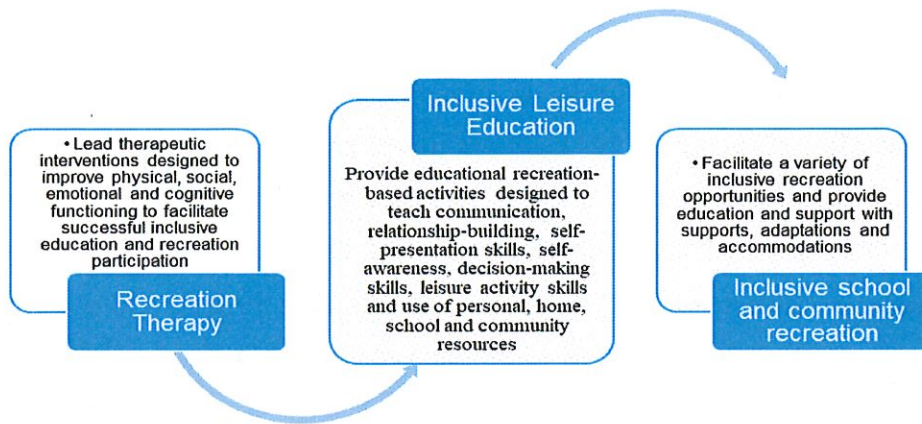 • Lead therapeutic
interventions designed to
improve physical, social,
emotional and cognitive
functioning to facilitate
successful inclusive
education and recreation
participation
Recreation
Therapy
Inclusive Leisure
Education
Provide educational recreation-
based activities designed to
teach communication,
relationship-building, self-
presentation skills, self-
awareness, decision-making
skills, leisure activity skills
and use of personal, home,
school and community
resources
• Facilitate a variety of
inclusive recreation
opportunities and provide
education and support with
supports, adaptations and
accommodations
Inclusive school
and community
recreation